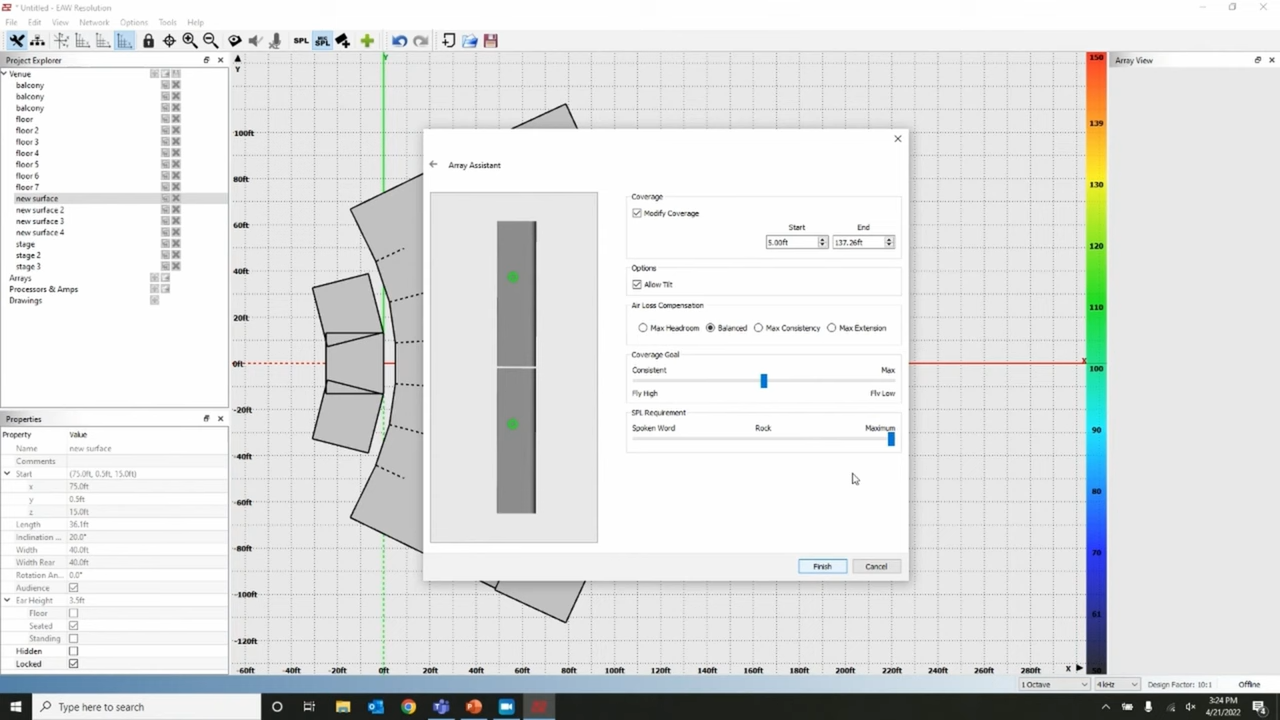 * Untitled - EAW Resolution
File Edit View Network Options Tools Help
SPL
SPL
Project Explorer
Venue
balcony
balcony
balcony
floor
floor 2
floor 3
floor 4
floor 5
floor 6
floor 7
new surface
new surface 2
new surface 3
new surface 4
stage
stage 2
stage 3
Arrays
Processors & Amps
Drawings
Properties
Property Value
Name new surface
Comments
Start (75.0ft, 0.5ft, 15.0ft)
x 75.0ft
y 0.5ft
z 15.0ft
Length 36.1ft
Inclination ... 20.0°
Width 40.0ft
Width Rear 40.0ft
Rotation An... 0.0°
Audience
Ear Height 3.5ft
Floor
Seated
Standing
Hidden
Locked
Y
Y
100ft
80ft
60ft
40ft
20ft
0ft
-20ft
-40ft
-60ft
-80ft
-100ft
-120ft
-60ft -40ft -20ft 0ft 20ft 40ft 60ft 80ft 100ft 120ft 140ft 160ft 180ft 200ft 220ft 240ft 260ft 280ft X
X
Array Assistant
Coverage
Modify Coverage
Start End
5.00ft 137.26ft
Options
Allow Tilt
Air Loss Compensation
Max Headroom Balanced Max Consistency Max Extension
Coverage Goal
Consistent Max
Fly High Fly Low
SPL Requirement
Spoken Word Rock Maximum
Finish Cancel
150
139
130
120
110
100
90
80
70
61
Array View
1 Octave 4 kHz Design Factor: 10:1 Offline
Type here to search
3:24 PM
4/21/2022